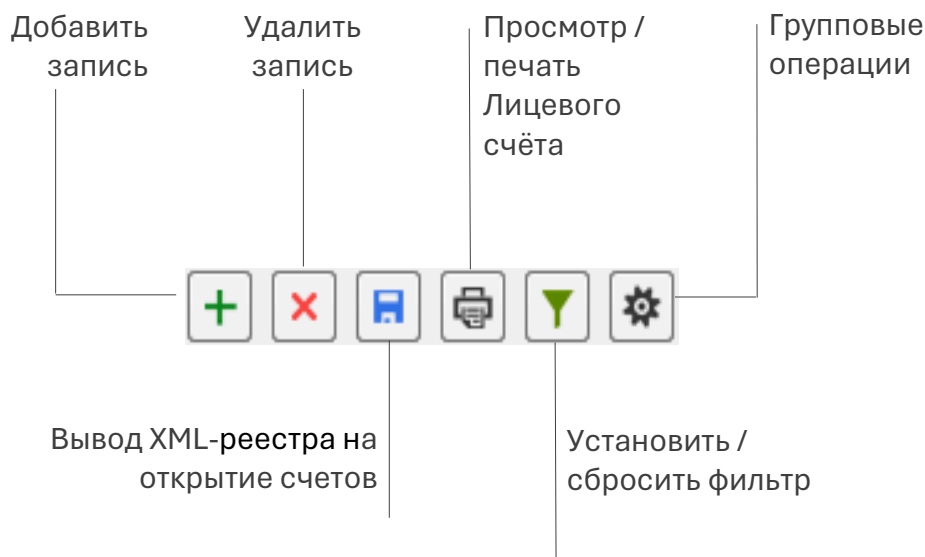 Добавить
запись
Удалить
запись
Просмотр /
печать
Лицевого
счёта
Групповые
операции
Вывод XML-реестра на
открытие счетов
Установить /
сбросить фильтр